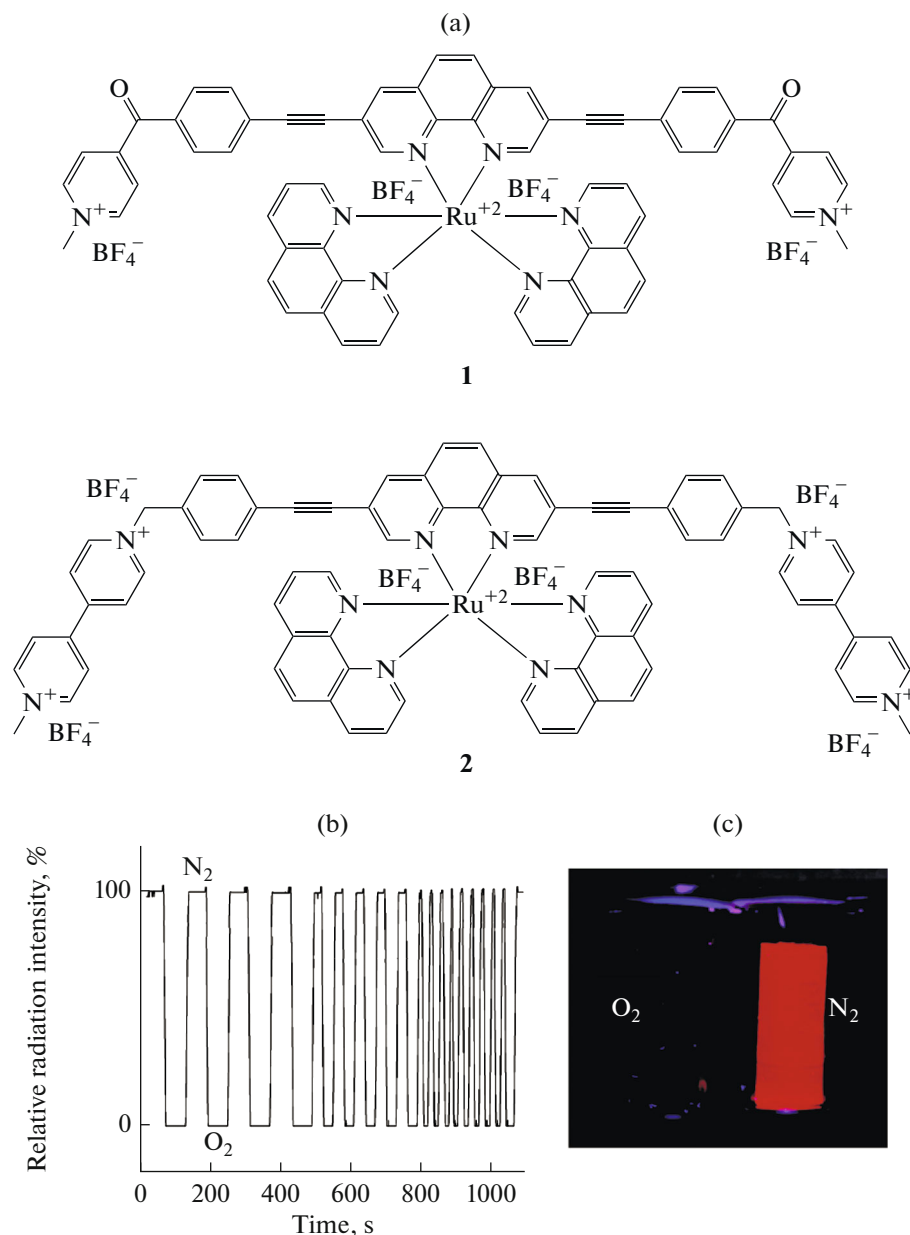 (a)
O
O
N
N
BF₄⁻
BF₄⁻
N⁺
N
Ru⁺²
N
N⁺
BF₄⁻
BF₄⁻
N
N
1
BF₄⁻
BF₄⁻
N⁺
N
N
N⁺
BF₄⁻
BF₄⁻
N
Ru⁺²
N
N
N
N⁺
N⁺
BF₄⁻
BF₄⁻
2
(b)
(c)
Relative radiation intensity, %
N₂
100
O₂
N₂
0
O₂
0 200 400 600 800 1000
Time, s